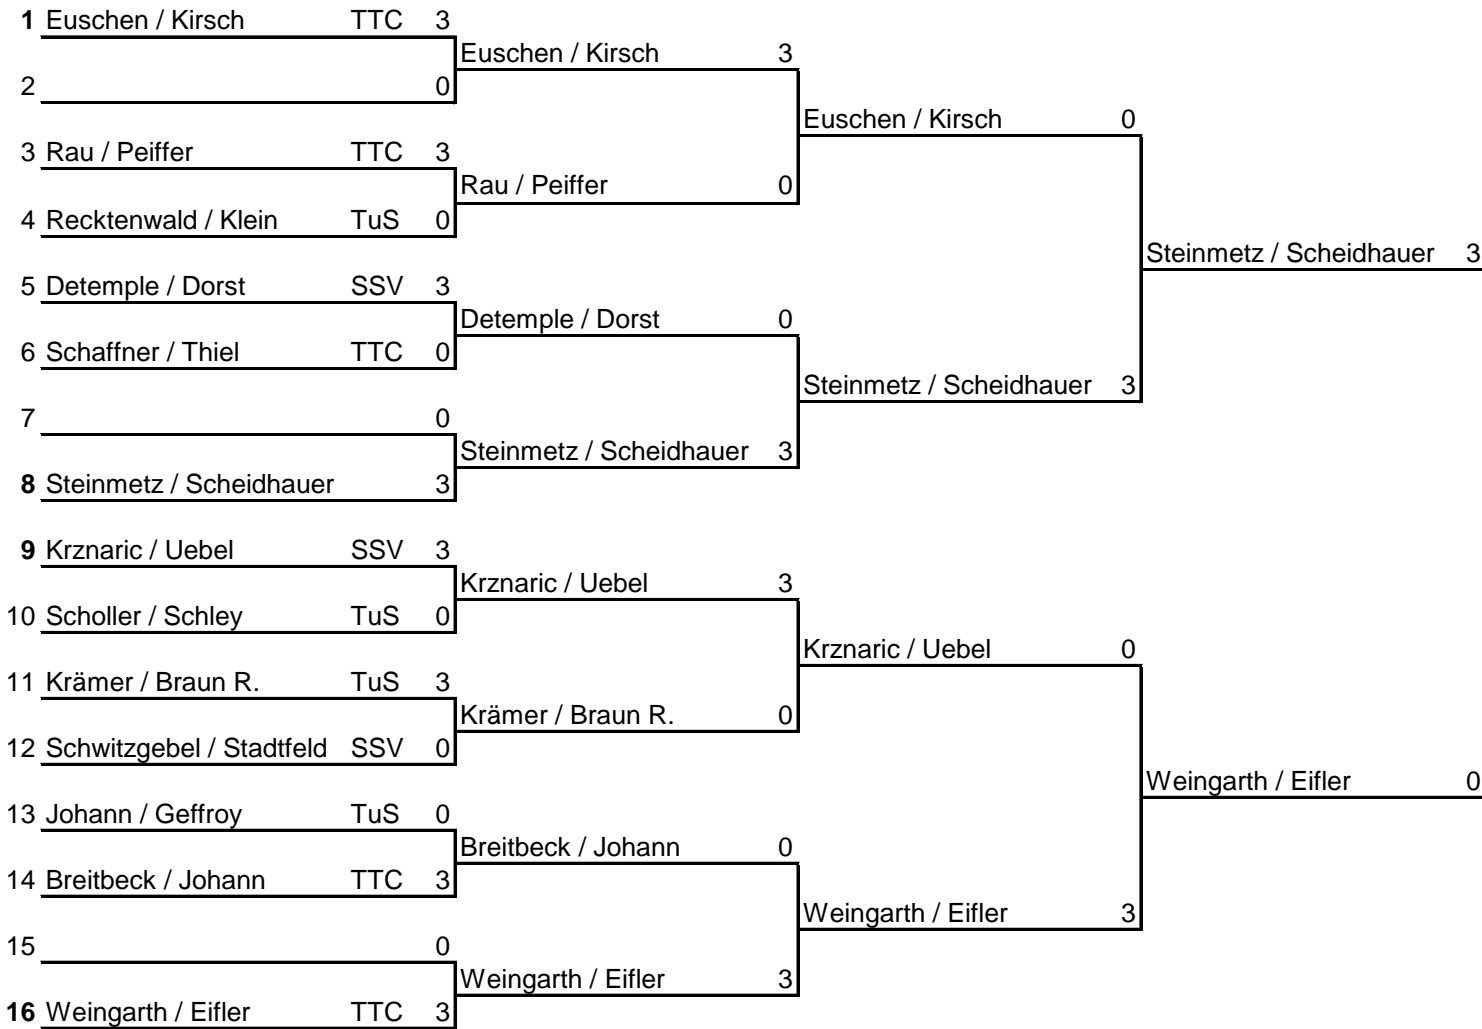 1 Euschen / Kirsch TTC 3
Euschen / Kirsch 3
2 0
Euschen / Kirsch 0
3 Rau / Peiffer TTC 3
Rau / Peiffer 0
4 Recktenwald / Klein TuS 0
Steinmetz / Scheidhauer 3
5 Detemple / Dorst SSV 3
Detemple / Dorst 0
6 Schaffner / Thiel TTC 0
Steinmetz / Scheidhauer 3
7 0
Steinmetz / Scheidhauer 3
8 Steinmetz / Scheidhauer 3
9 Krznaric / Uebel SSV 3
Krznaric / Uebel 3
10 Scholler / Schley TuS 0
Krznaric / Uebel 0
11 Krämer / Braun R. TuS 3
Krämer / Braun R. 0
12 Schwitzgebel / Stadtfeld SSV 0
Weingarth / Eifler 0
13 Johann / Geffroy TuS 0
Breitbeck / Johann 0
14 Breitbeck / Johann TTC 3
Weingarth / Eifler 3
15 0
Weingarth / Eifler 3
16 Weingarth / Eifler TTC 3